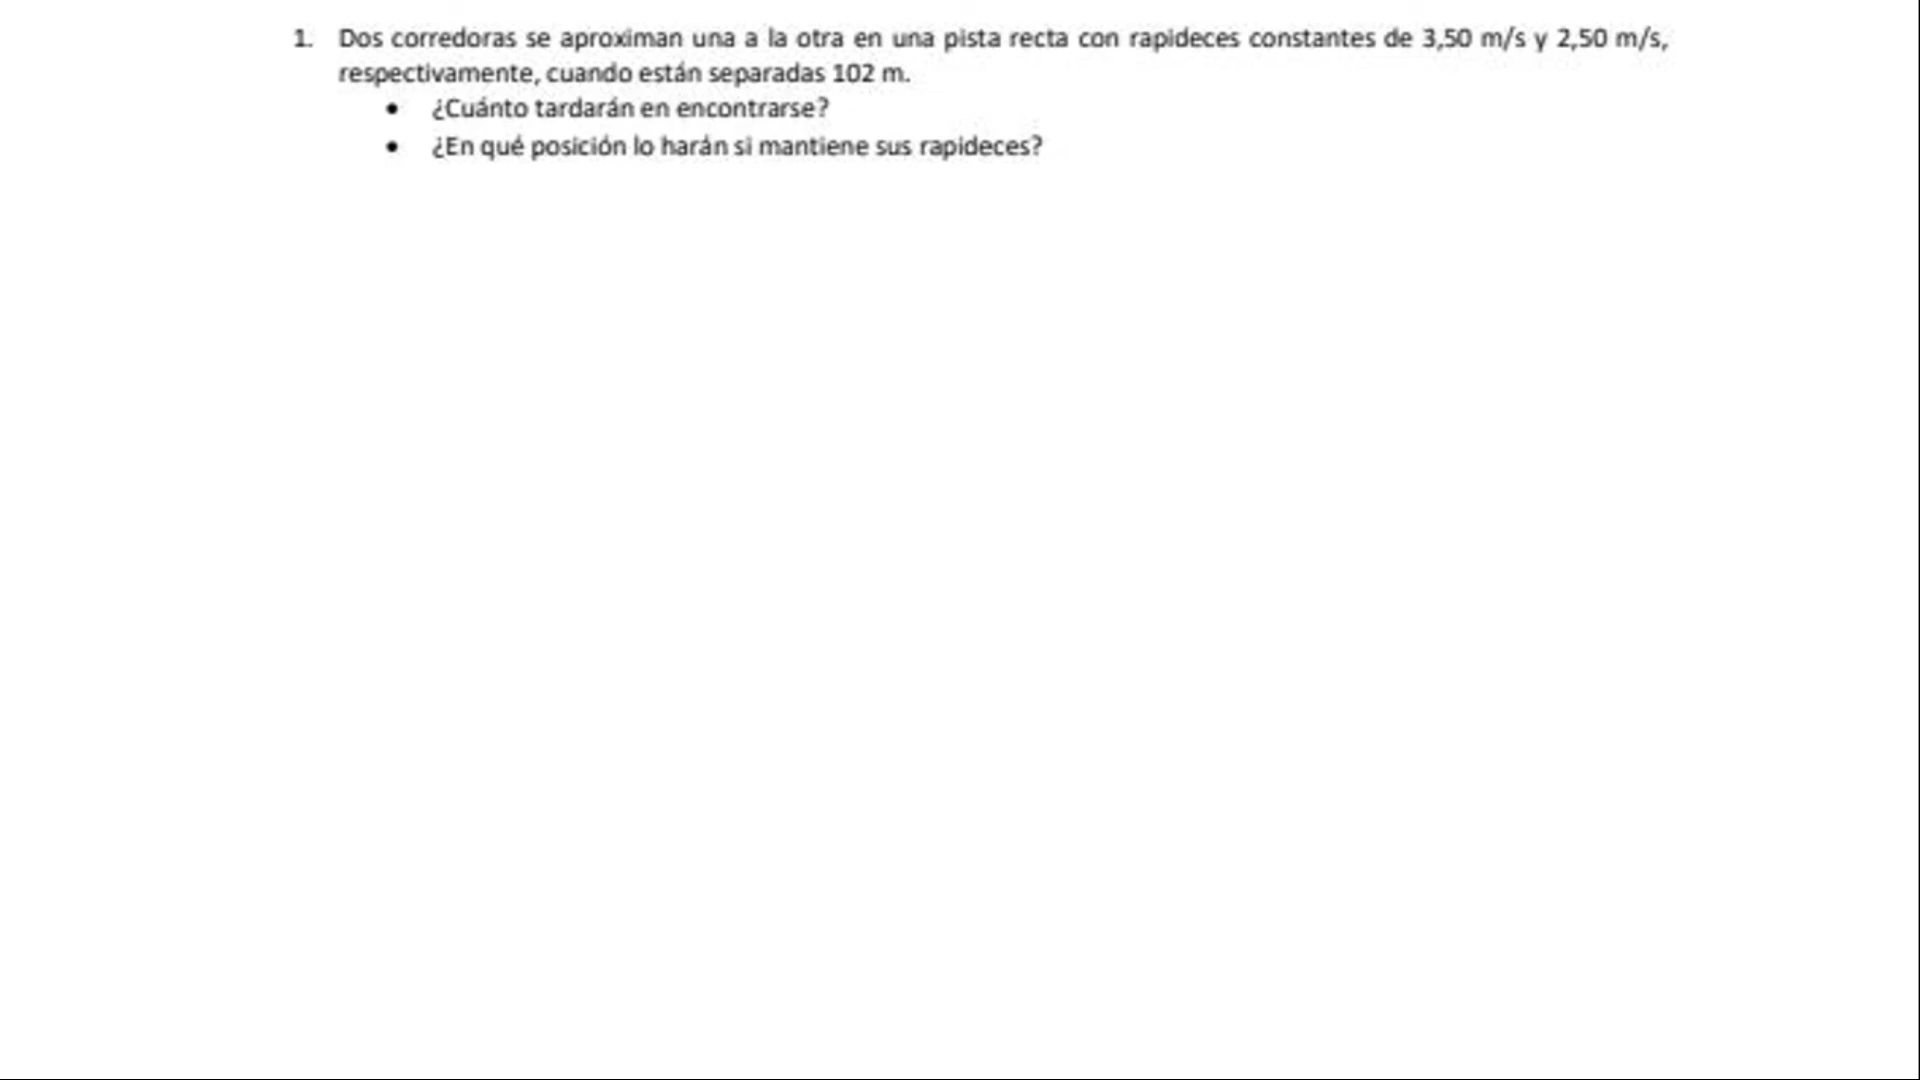 1. Dos corredoras se aproximan una a la otra en una pista recta con rapideces constantes de 3,50 m/s y 2,50 m/s,
respectivamente, cuando están separadas 102 m.
• ¿Cuánto tardarán en encontrarse?
• ¿En qué posición lo harán si mantiene sus rapideces?